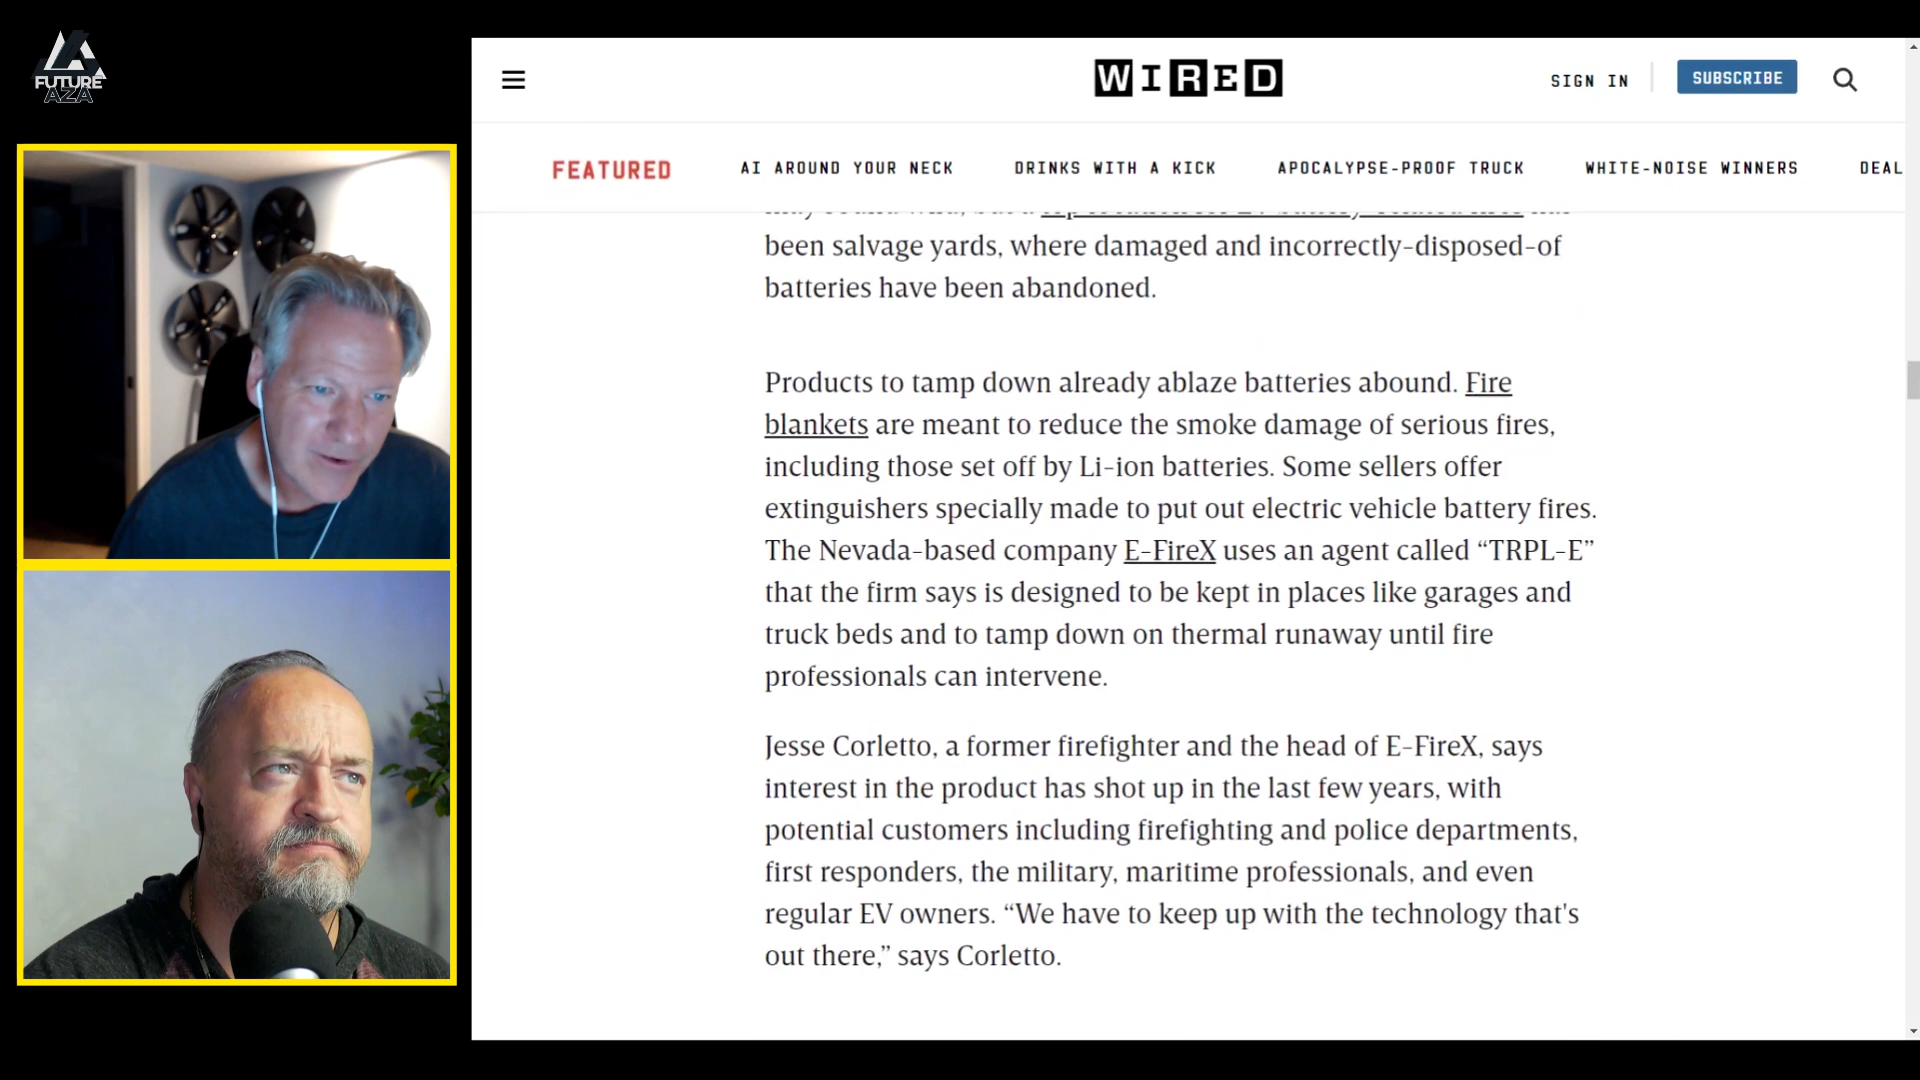 FUTURE
AZA
WIRED
SIGN IN
SUBSCRIBE
FEATURED
AI AROUND YOUR NECK
DRINKS WITH A KICK
APOCALYPSE-PROOF TRUCK
WHITE-NOISE WINNERS
DEAL
been salvage yards, where damaged and incorrectly-disposed-of
batteries have been abandoned.
Products to tamp down already ablaze batteries abound. Fire
blankets are meant to reduce the smoke damage of serious fires,
including those set off by Li-ion batteries. Some sellers offer
extinguishers specially made to put out electric vehicle battery fires.
The Nevada-based company E-FireX uses an agent called “TRPL-E”
that the firm says is designed to be kept in places like garages and
truck beds and to tamp down on thermal runaway until fire
professionals can intervene.
Jesse Corletto, a former firefighter and the head of E-FireX, says
interest in the product has shot up in the last few years, with
potential customers including firefighting and police departments,
first responders, the military, maritime professionals, and even
regular EV owners. “We have to keep up with the technology that's
out there,” says Corletto.